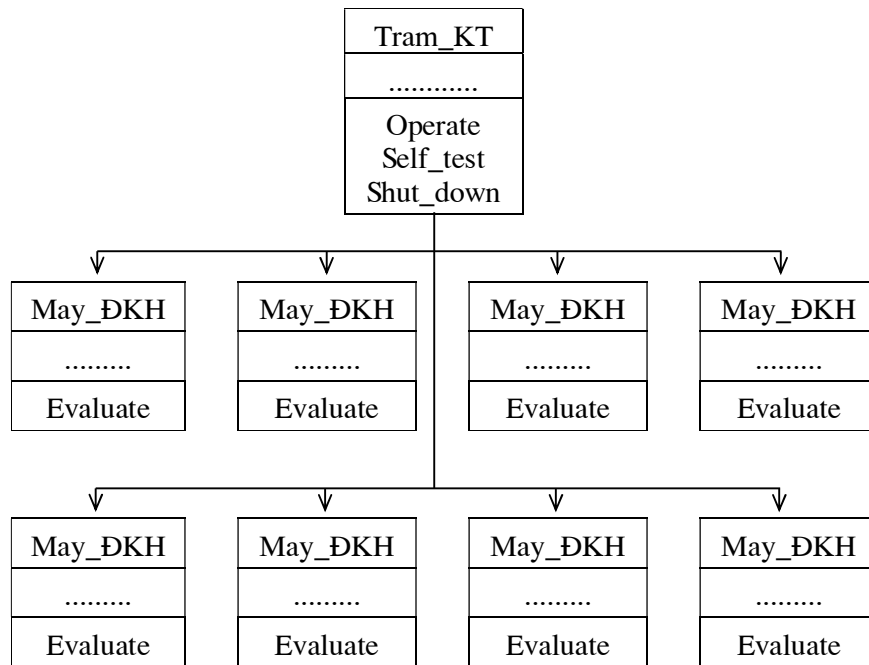 Tram_KT
............
Operate
Self_test
Shut_down
May_ĐKH May_ĐKH May_ĐKH May_ĐKH
......... ......... ......... .........
Evaluate Evaluate Evaluate Evaluate
May_ĐKH May_ĐKH May_ĐKH May_ĐKH
......... ......... ......... .........
Evaluate Evaluate Evaluate Evaluate